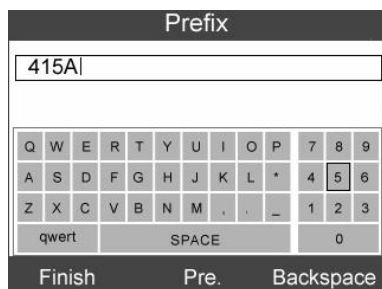 Prefix
415A
Q W E R T Y U I O P 7 8 9
A S D F G H J K L * 4 5 6
Z X C V B N M , . _ 1 2 3
qwert SPACE 0
Finish Pre. Backspace